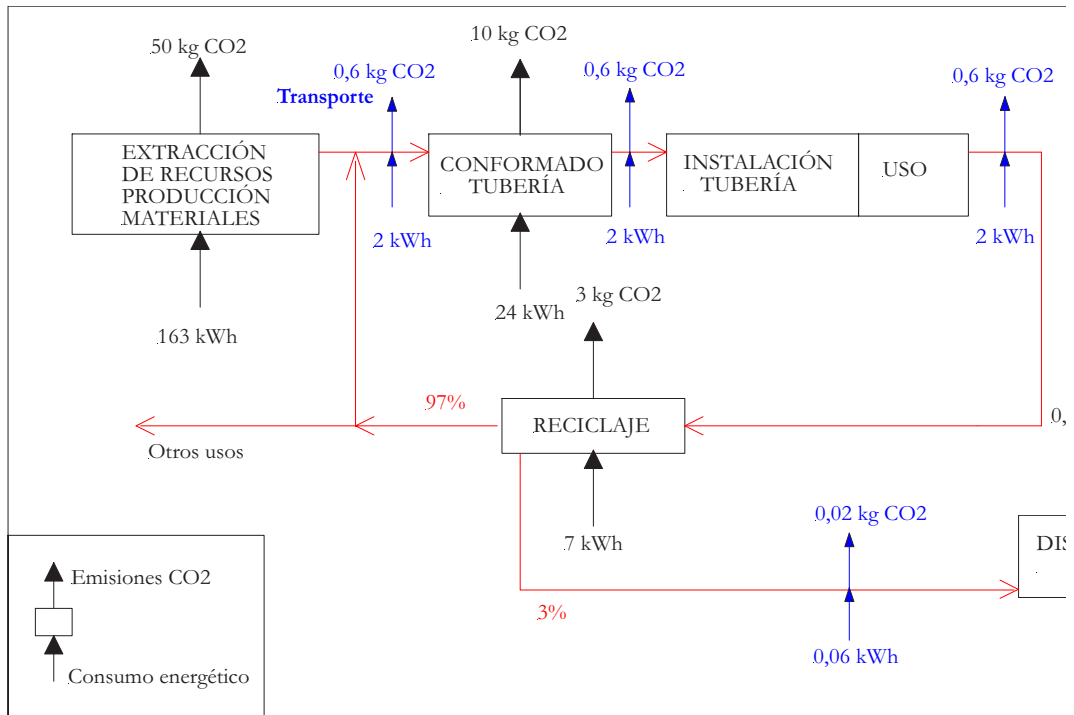 50 kg CO2
10 kg CO2
0,6 kg CO2
0,6 kg CO2
0,6 kg CO2
Transporte
EXTRACCIÓN
DE RECURSOS
PRODUCCIÓN
MATERIALES
CONFORMADO
TUBERÍA
INSTALACIÓN
TUBERÍA
USO
2 kWh
2 kWh
2 kWh
163 kWh
24 kWh
3 kg CO2
97%
RECICLAJE
0,
Otros usos
7 kWh
3%
0,02 kg CO2
DIS
0,06 kWh
Emisiones CO2
Consumo energético